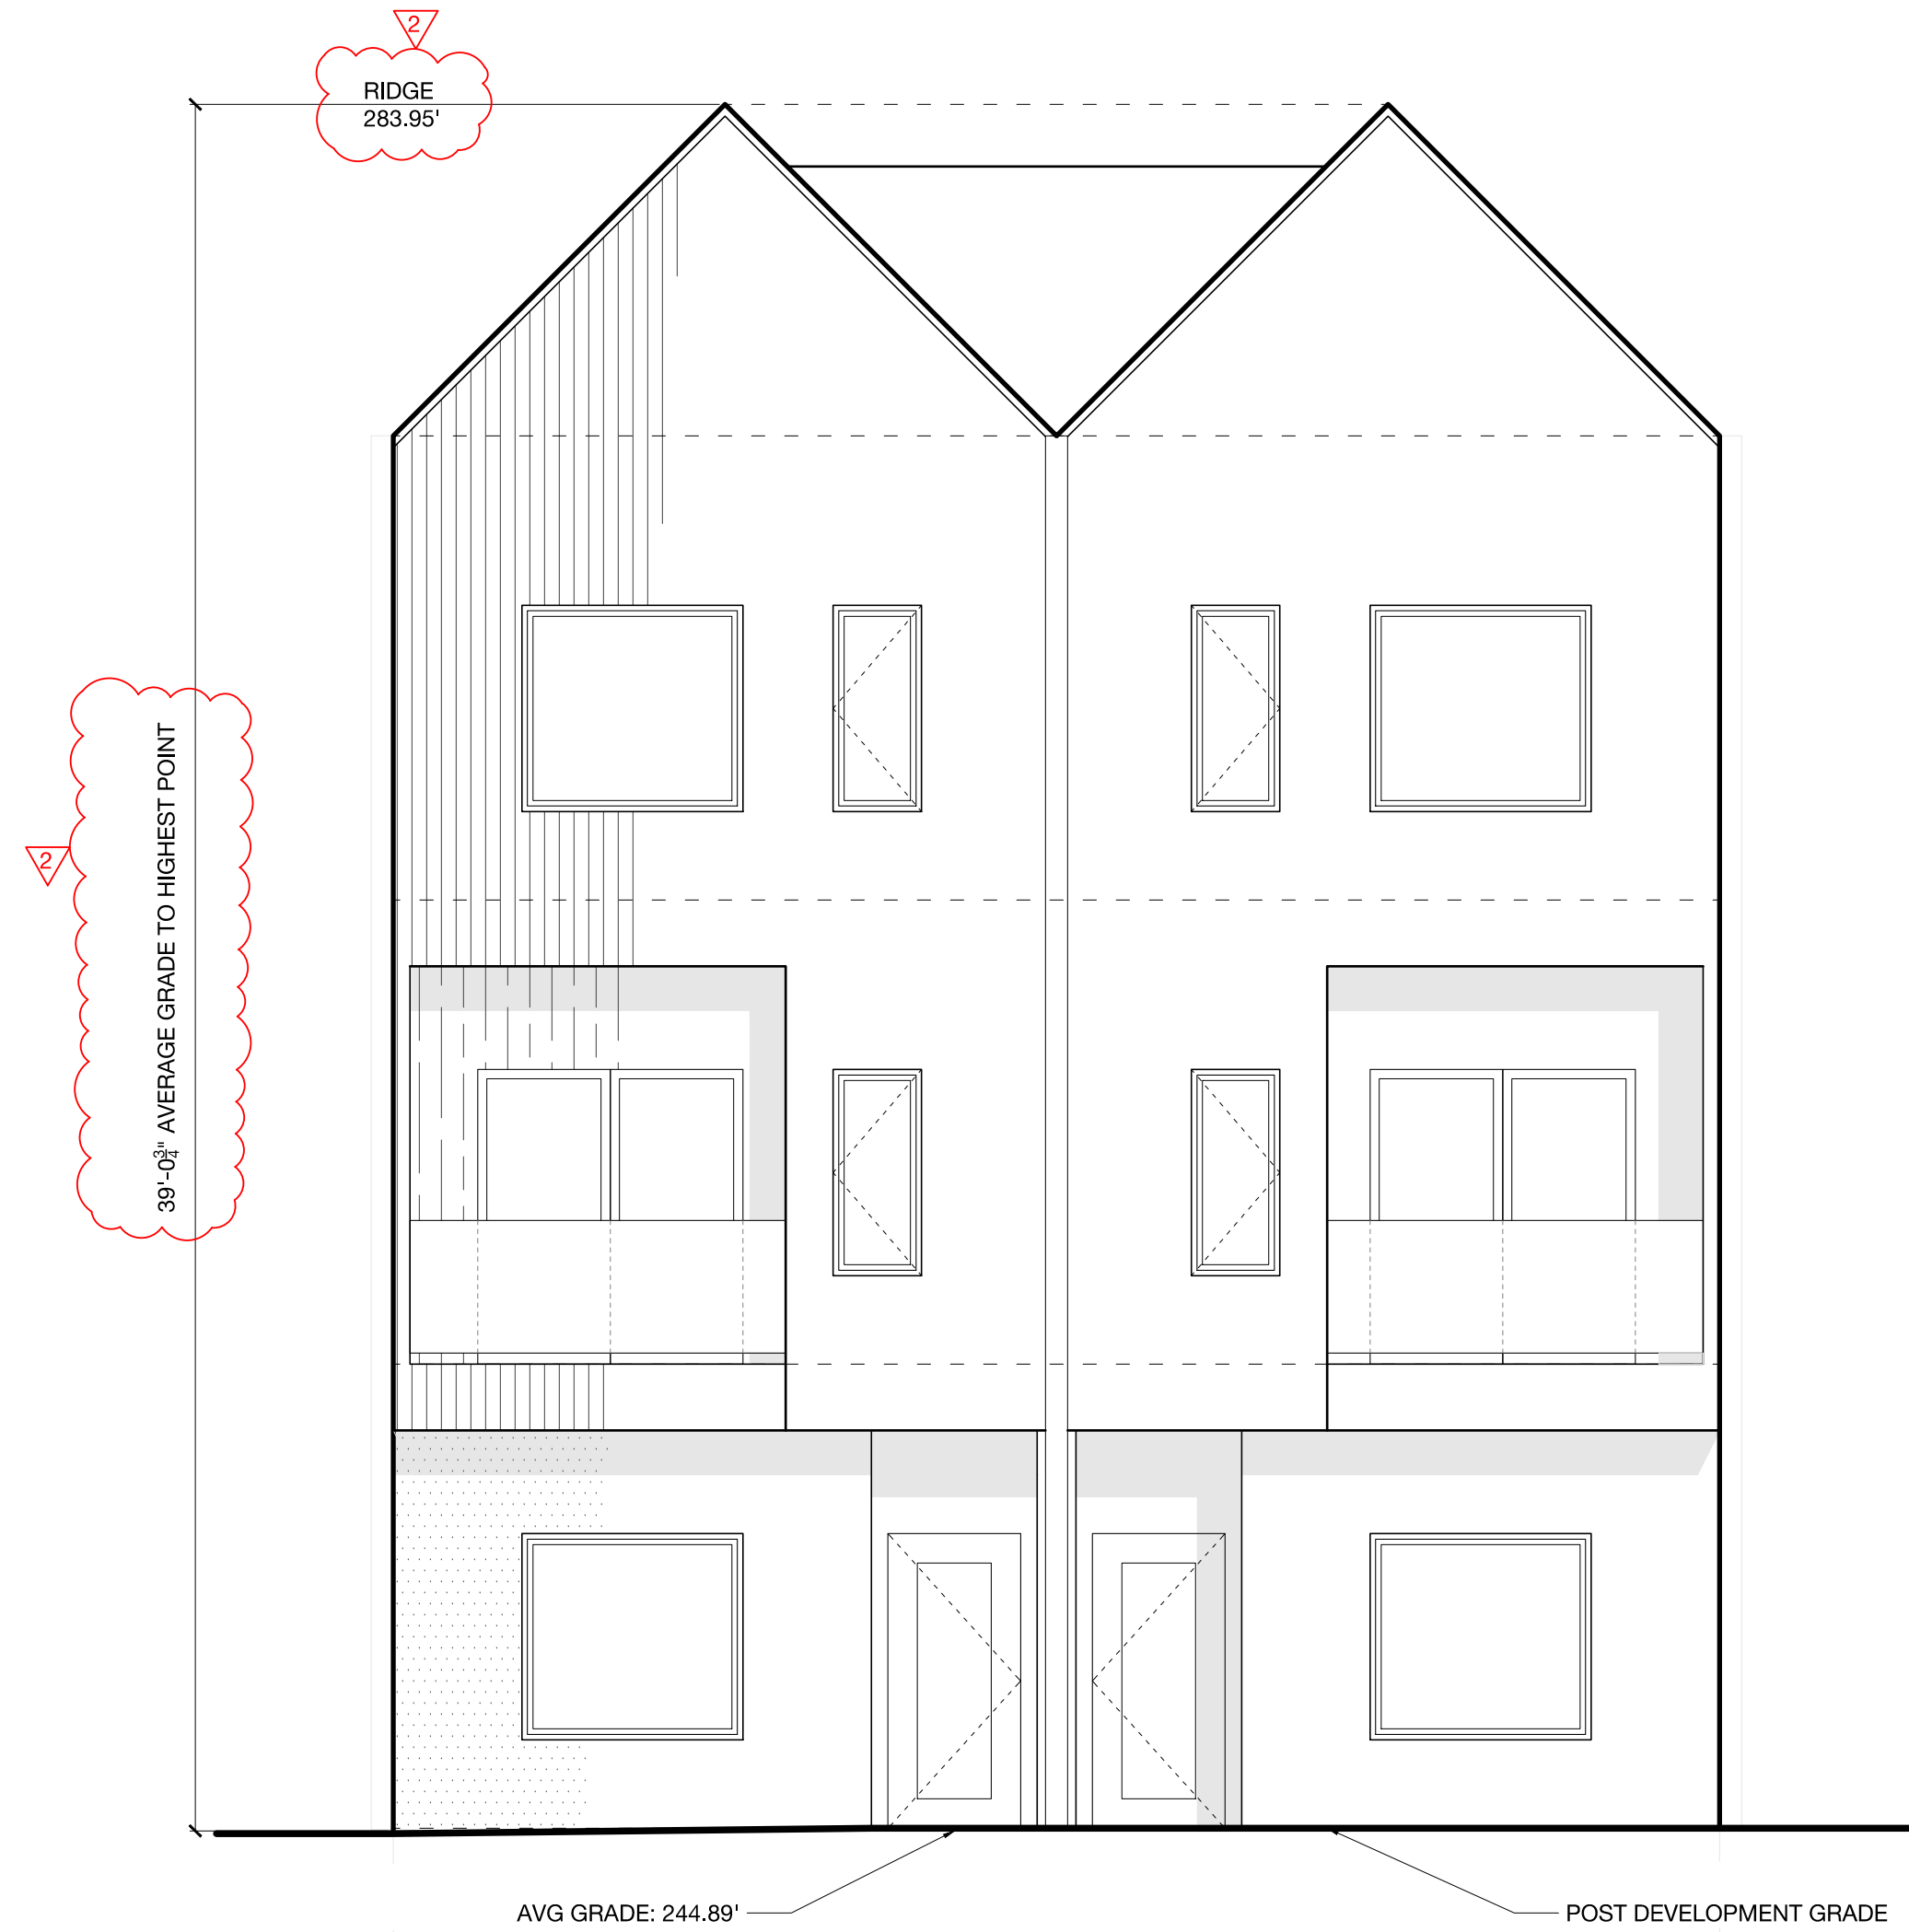 2
RIDGE
283.95'
2
39'-0¾" AVERAGE GRADE TO HIGHEST POINT
AVG GRADE: 244.89'
POST DEVELOPMENT GRADE